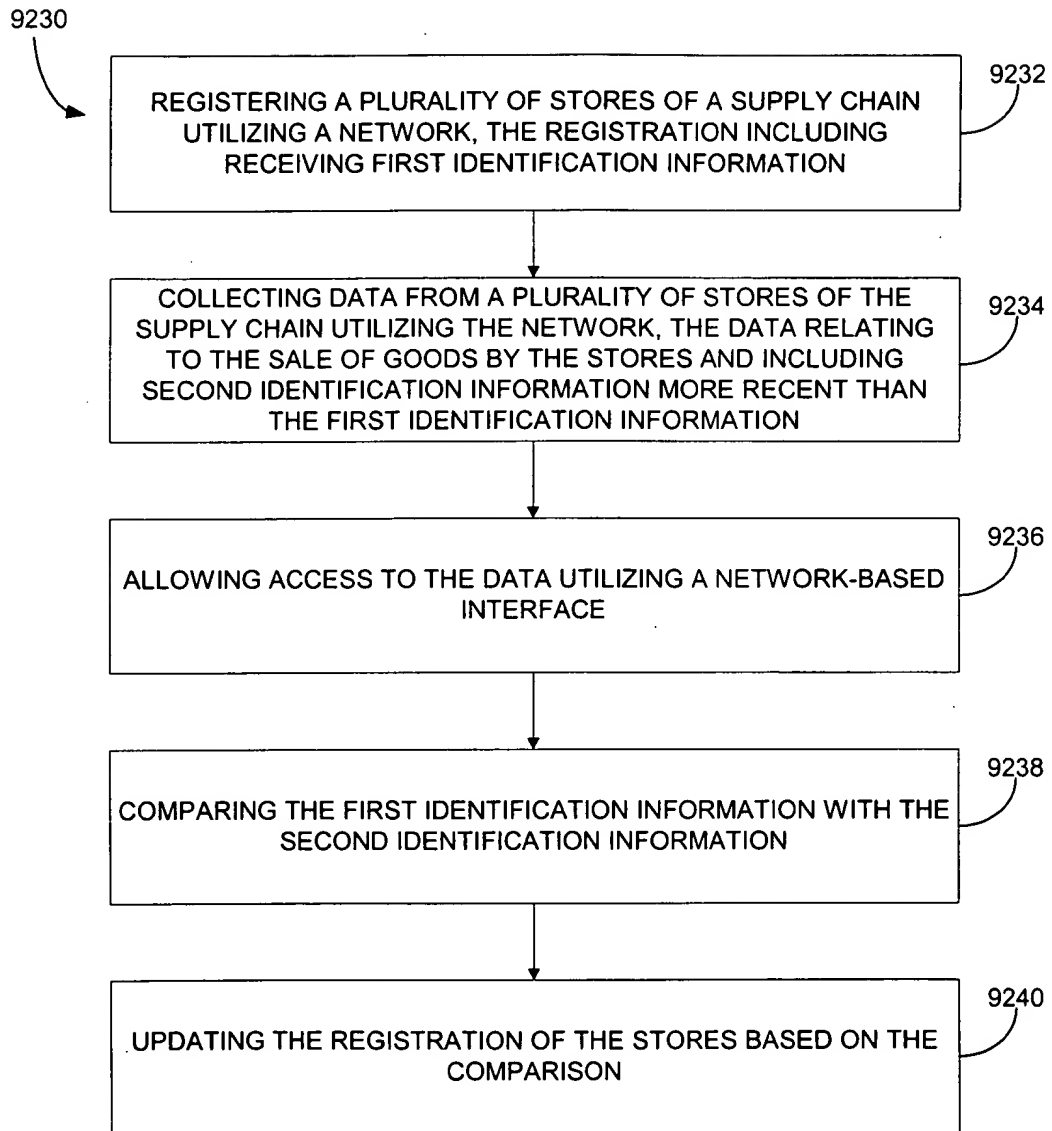 9230
9232
REGISTERING A PLURALITY OF STORES OF A SUPPLY CHAIN
UTILIZING A NETWORK, THE REGISTRATION INCLUDING
RECEIVING FIRST IDENTIFICATION INFORMATION
9234
COLLECTING DATA FROM A PLURALITY OF STORES OF THE
SUPPLY CHAIN UTILIZING THE NETWORK, THE DATA RELATING
TO THE SALE OF GOODS BY THE STORES AND INCLUDING
SECOND IDENTIFICATION INFORMATION MORE RECENT THAN
THE FIRST IDENTIFICATION INFORMATION
9236
ALLOWING ACCESS TO THE DATA UTILIZING A NETWORK-BASED
INTERFACE
9238
COMPARING THE FIRST IDENTIFICATION INFORMATION WITH THE
SECOND IDENTIFICATION INFORMATION
9240
UPDATING THE REGISTRATION OF THE STORES BASED ON THE
COMPARISON